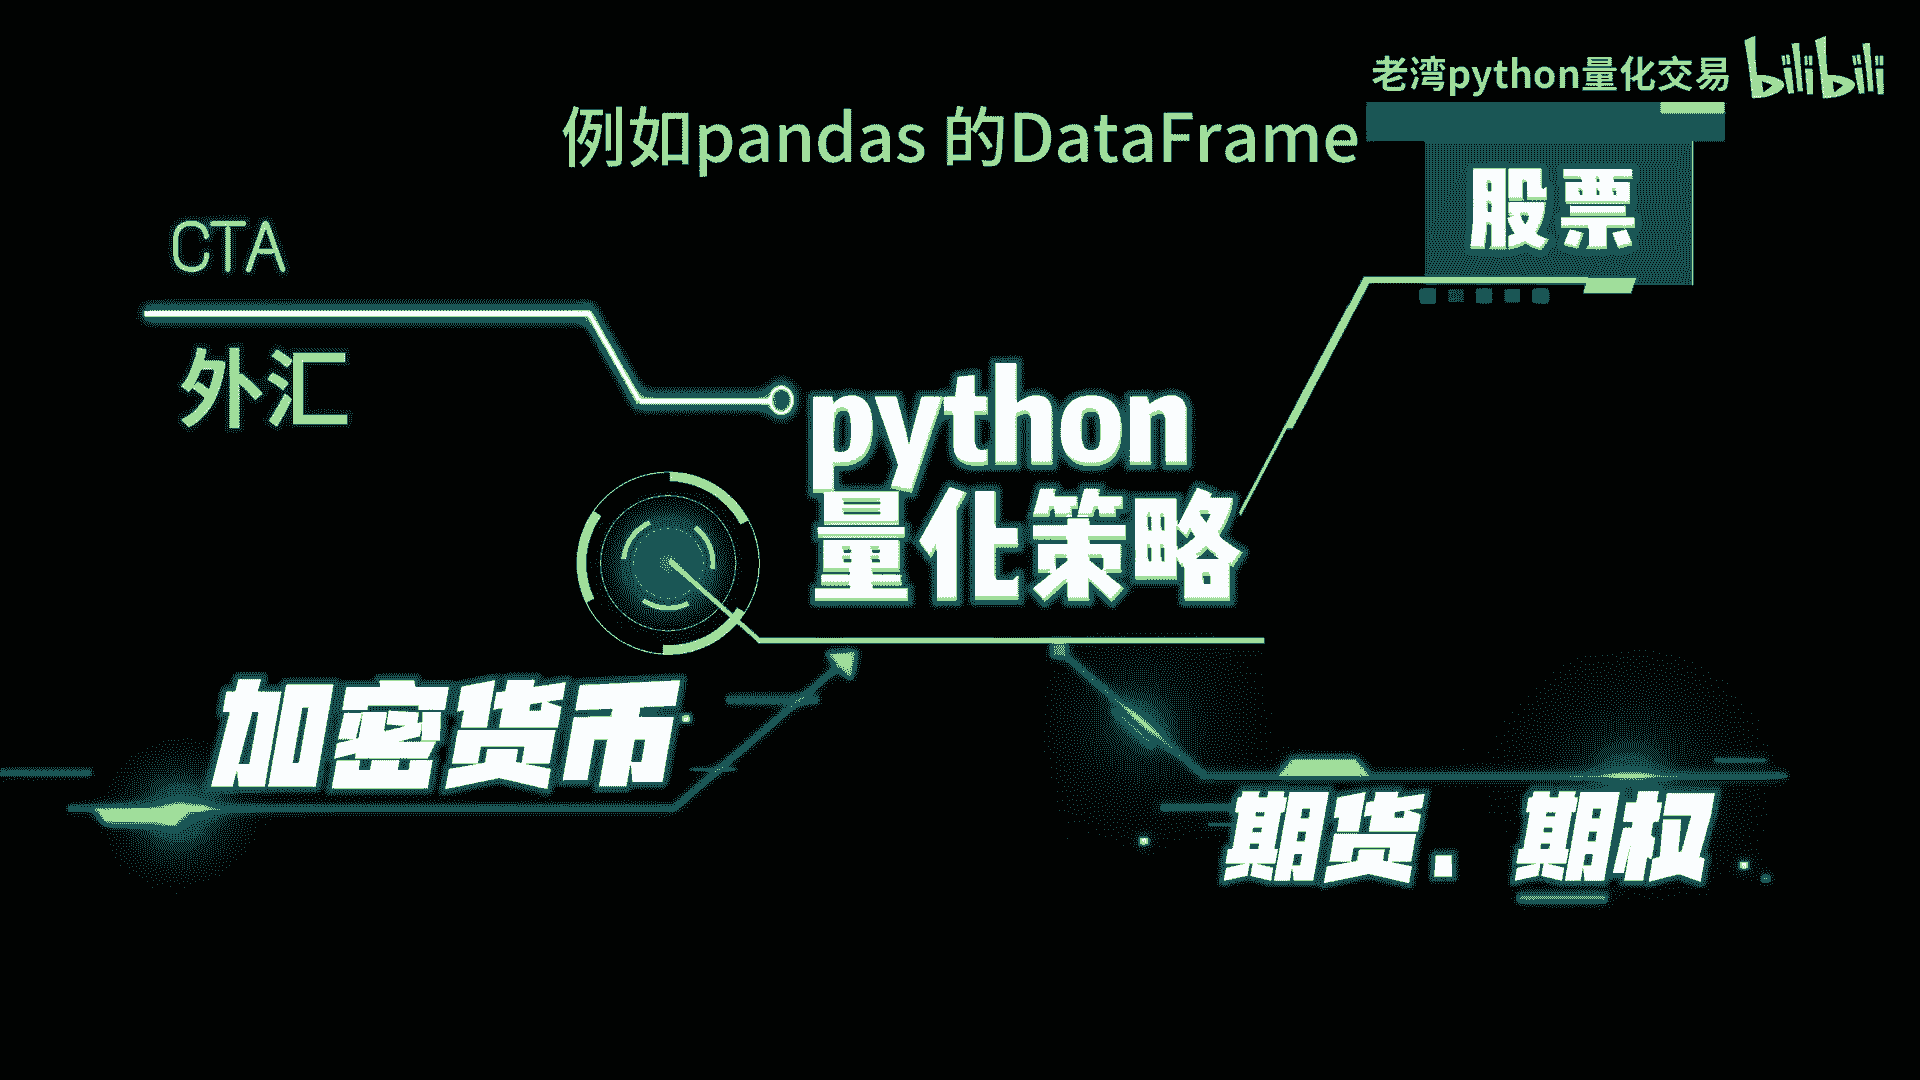 老湾python量化交易 bilibili
例如pandas 的DataFrame
股票
CTA
外汇
python
量化策略
加密货币
期货. 期权